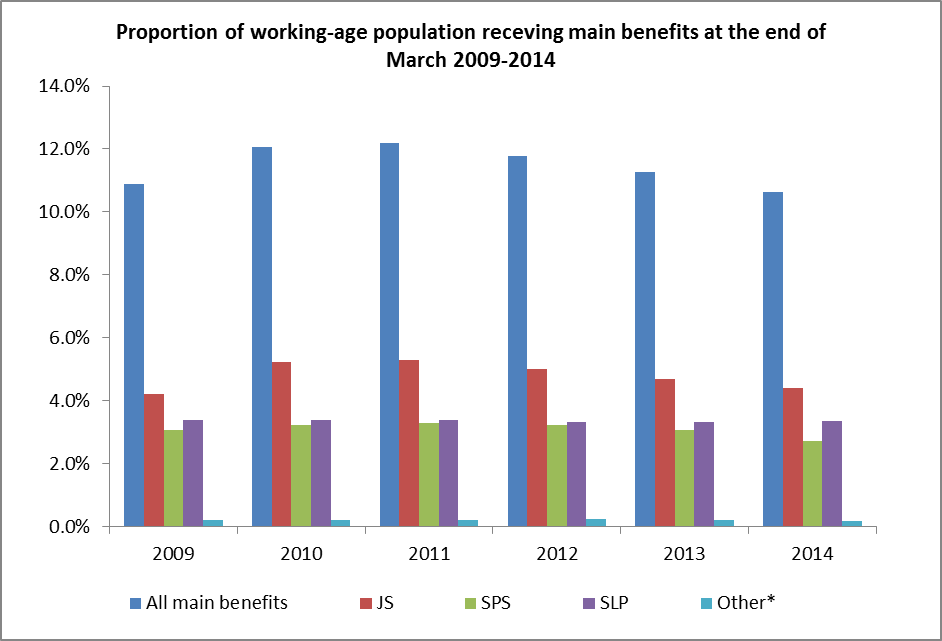 Proportion of working-age population receving main benefits at the end of
March 2009-2014
14.0%
12.0%
10.0%
8.0%
6.0%
4.0%
2.0%
0.0%
2009 2010 2011 2012 2013 2014
All main benefits JS SPS SLP Other*